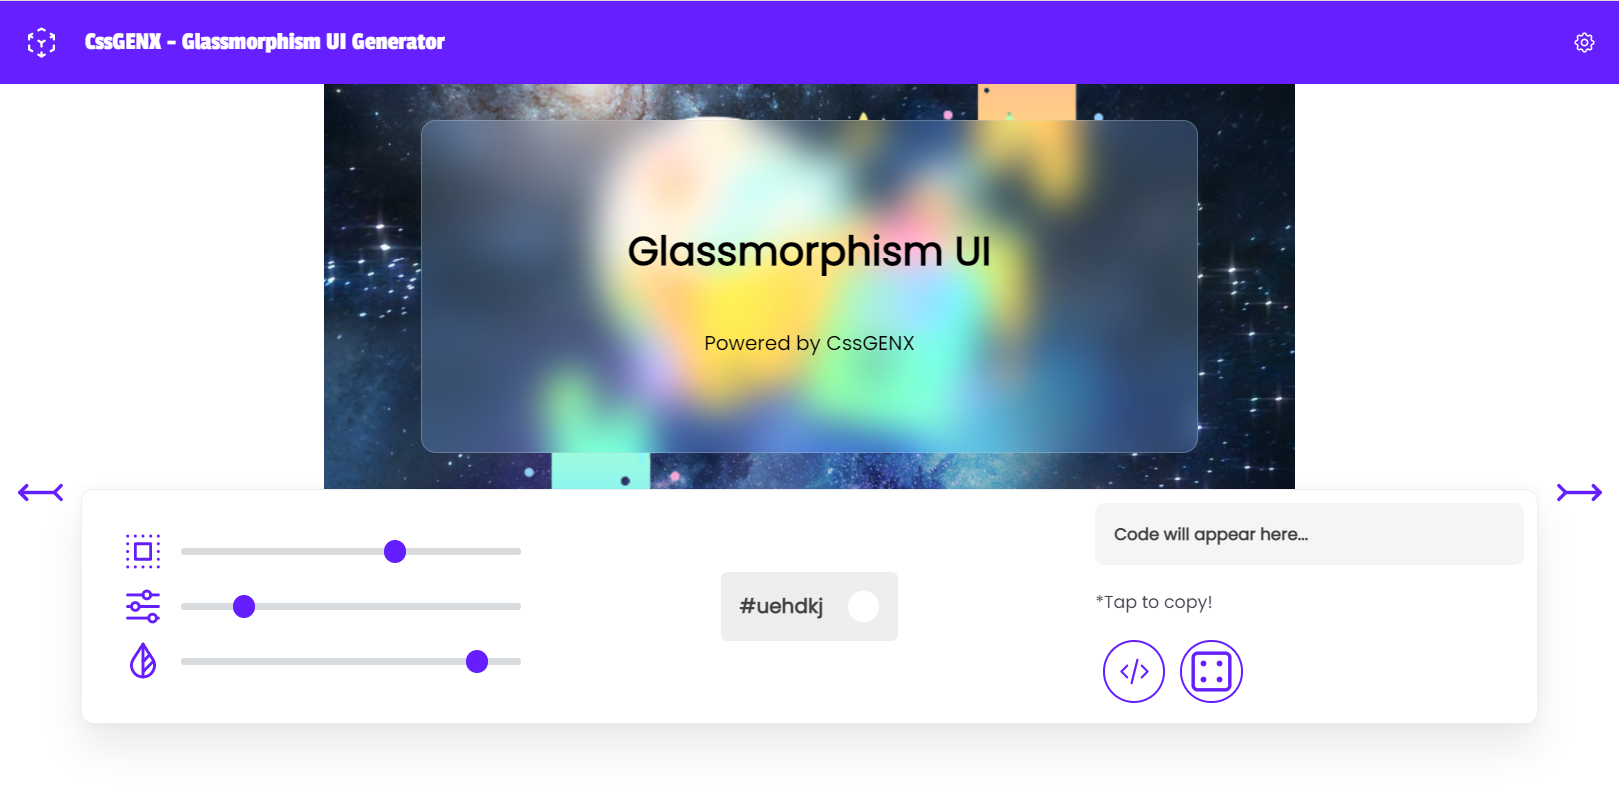 CssGENX - Glassmorphism UI Generator
Glassmorphism UI
Powered by CssGENX
#uehdkj
Code will appear here...
*Tap to copy!